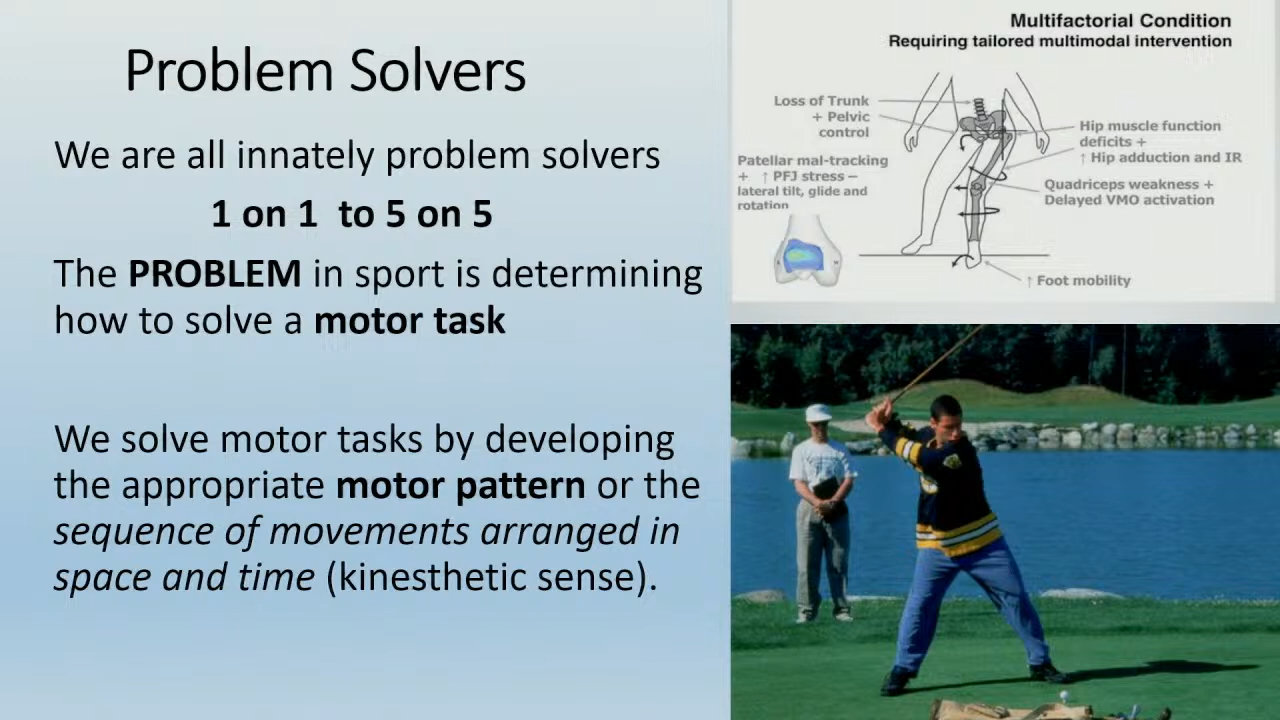 Problem Solvers
We are all innately problem solvers
1 on 1 to 5 on 5
The PROBLEM in sport is determining
how to solve a motor task
We solve motor tasks by developing
the appropriate motor pattern or the
sequence of movements arranged in
space and time (kinesthetic sense).
Multifactorial Condition
Requiring tailored multimodal intervention
Loss of Trunk
+ Pelvic
control
Patellar mal-tracking
+ ↑ PFJ stress –
lateral tilt, glide and
rotation
Hip muscle function
deficits +
↑ Hip adduction and IR
Quadriceps weakness +
Delayed VMO activation
↑ Foot mobility